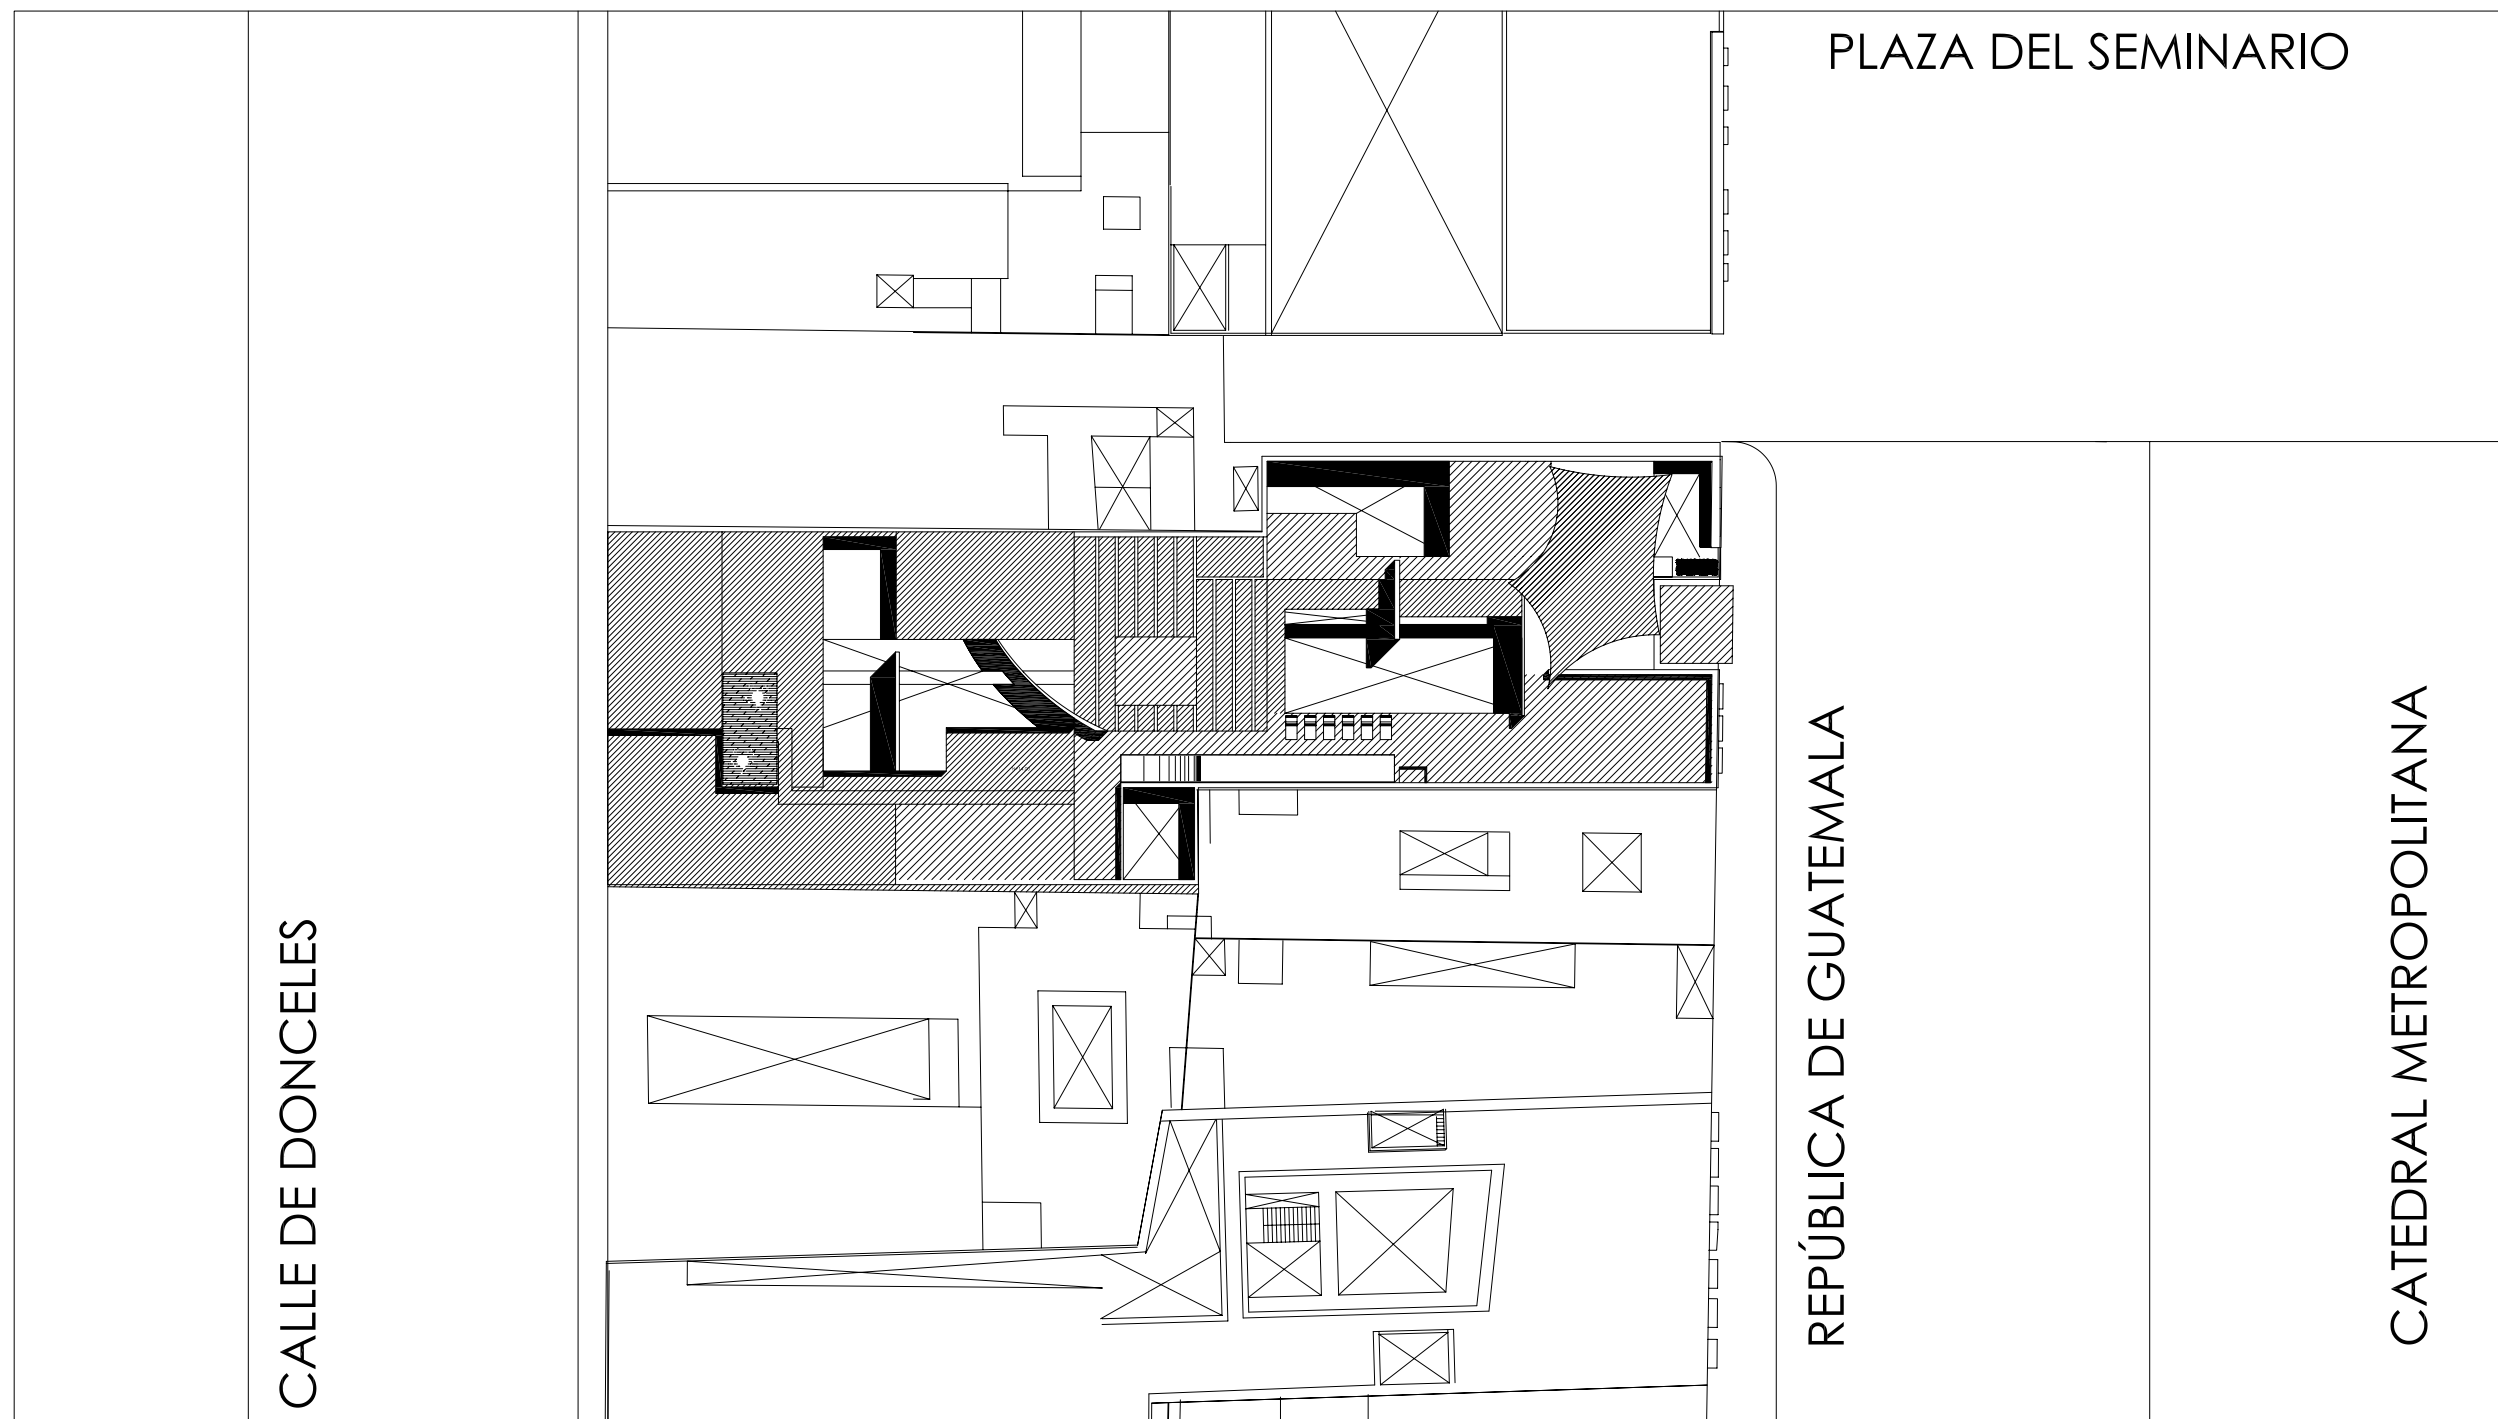 PLAZA DEL SEMINARIO
CALLE DE DONCELES
REPÚBLICA DE GUATEMALA
CATEDRAL METROPOLITANA